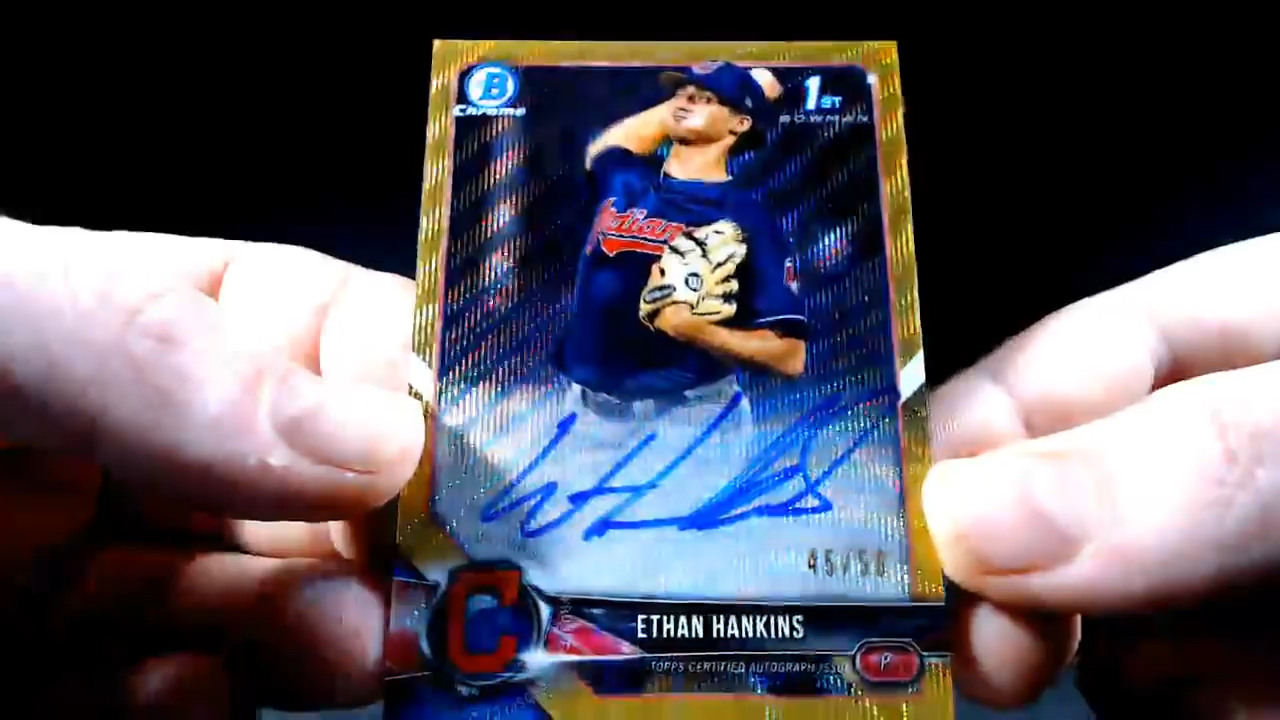 B
Chrome
1ST
BOWMAN
Indians
45/50
C
ETHAN HANKINS
TOPPS CERTIFIED AUTOGRAPH ISSUE
P